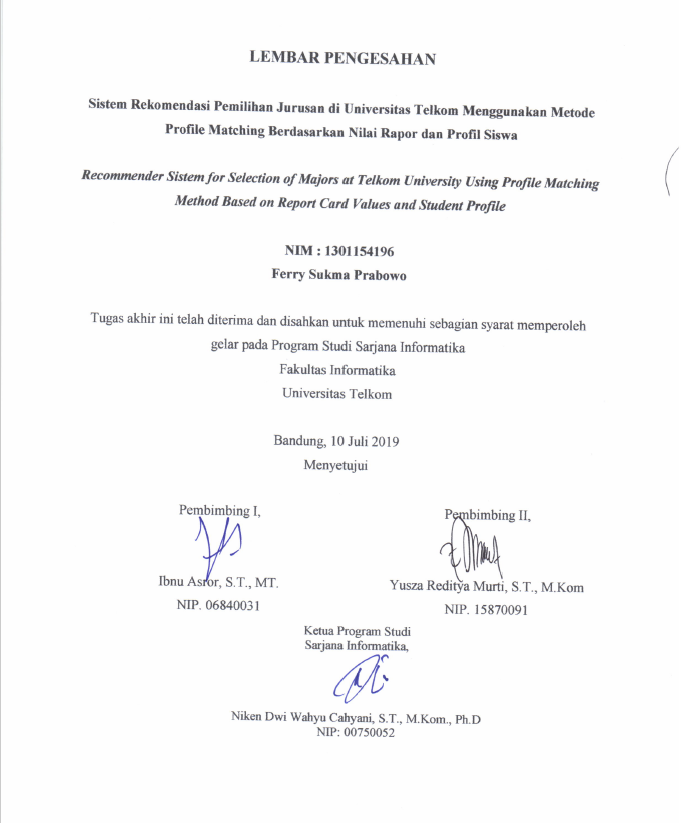 LEMBAR PENGESAHAN
Sistem Rekomendasi Pemilihan Jurusan di Universitas Telkom Menggunakan Metode
Profile Matching Berdasarkan Nilai Rapor dan Profil Siswa
Recommender Sistem for Selection of Majors at Telkom University Using Profile Matching
Method Based on Report Card Values and Student Profile
NIM : 1301154196
Ferry Sukma Prabowo
Tugas akhir ini telah diterima dan disahkan untuk memenuhi sebagian syarat memperoleh
gelar pada Program Studi Sarjana Informatika
Fakultas Informatika
Universitas Telkom
Bandung, 10 Juli 2019
Menyetujui
Pembimbing I,
Ibnu Asror, S.T., MT.
NIP. 06840031
Pembimbing II,
Yusza Reditya Murti, S.T., M.Kom
NIP. 15870091
Ketua Program Studi
Sarjana Informatika,
Niken Dwi Wahyu Cahyani, S.T., M.Kom., Ph.D
NIP: 00750052